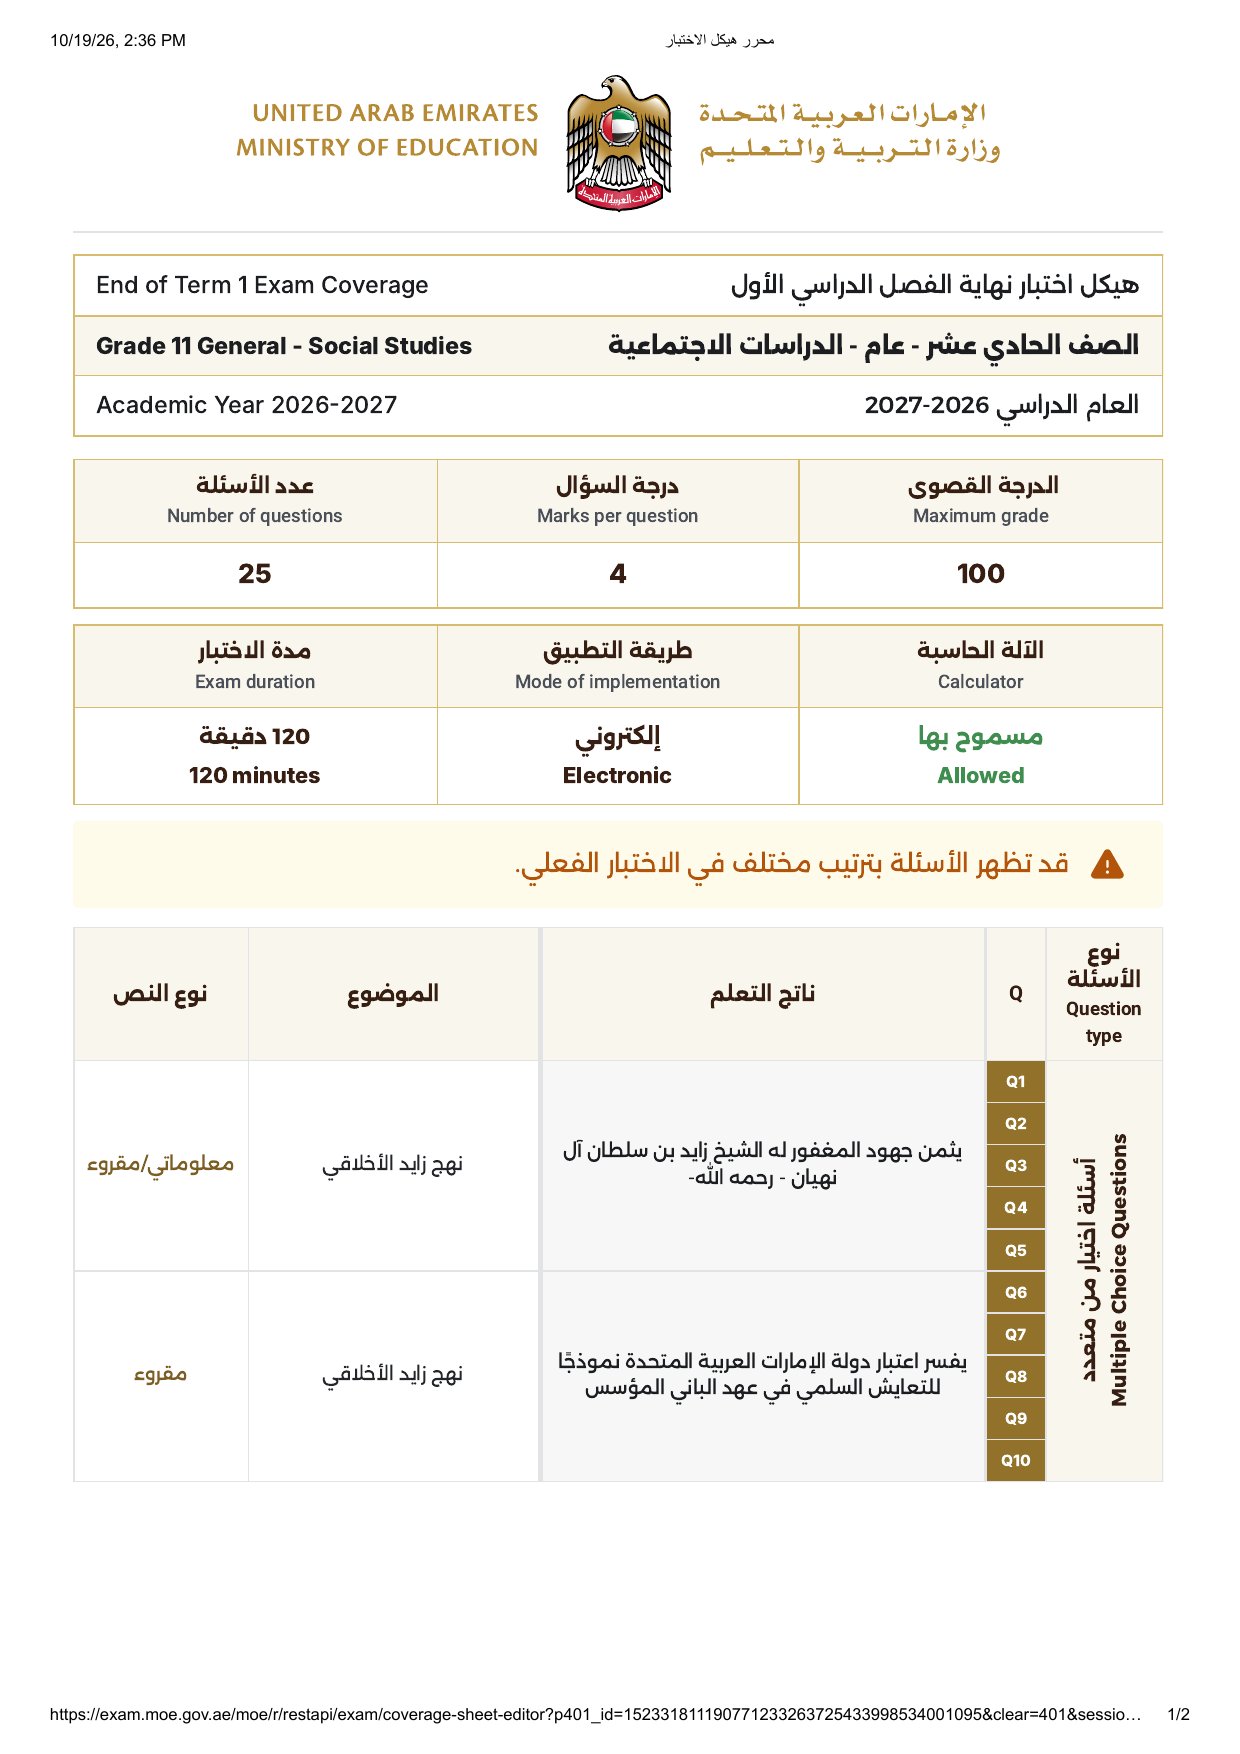 10/19/26, 2:36 PM
محرر هيكل الاختبار
UNITED ARAB EMIRATES
MINISTRY OF EDUCATION
الإمارات العربية المتحدة
وزارة التربية والتعليم
الإمارات العربية المتحدة
End of Term 1 Exam Coverage
هيكل اختبار نهاية الفصل الدراسي الأول
Grade 11 General - Social Studies
الصف الحادي عشر - عام - الدراسات الاجتماعية
Academic Year 2026-2027
العام الدراسي 2026-2027
الدرجة القصوى
Maximum grade
100
درجة السؤال
Marks per question
4
عدد الأسئلة
Number of questions
25
الآلة الحاسبة
Calculator
مسموح بها
Allowed
طريقة التطبيق
Mode of implementation
إلكتروني
Electronic
مدة الاختبار
Exam duration
120 دقيقة
120 minutes
قد تظهر الأسئلة بترتيب مختلف في الاختبار الفعلي.
نوع
الأسئلة
Question
type
Q
ناتج التعلم
الموضوع
نوع النص
أسئلة اختيار من متعدد
Multiple Choice Questions
Q1
Q2
Q3
Q4
Q5
يثمن جهود المغفور له الشيخ زايد بن سلطان آل
نهيان - رحمه الله-
نهج زايد الأخلاقي
معلوماتي/مقروء
Q6
Q7
Q8
Q9
Q10
يفسر اعتبار دولة الإمارات العربية المتحدة نموذجًا
للتعايش السلمي في عهد الباني المؤسس
نهج زايد الأخلاقي
مقروء
https://exam.moe.gov.ae/moe/r/restapi/exam/coverage-sheet-editor?p401_id=152331811190771233263725433998534001095&clear=401&sessio…
1/2